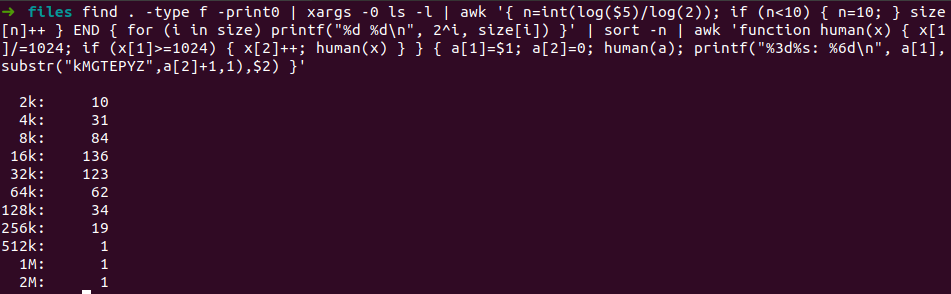 ➜ files find . -type f -print0 | xargs -0 ls -l | awk '{ n=int(log($5)/log(2)); if (n<10) { n=10; } size
[n]++ } END { for (i in size) printf("%d %d\n", 2^i, size[i]) }' | sort -n | awk 'function human(x) { x[1
]/=1024; if (x[1]>=1024) { x[2]++; human(x) } } { a[1]=$1; a[2]=0; human(a); printf("%3d%s: %6d\n", a[1],
substr("kMGTEPYZ",a[2]+1,1),$2) }'
2k: 10
4k: 31
8k: 84
16k: 136
32k: 123
64k: 62
128k: 34
256k: 19
512k: 1
1M: 1
2M: 1